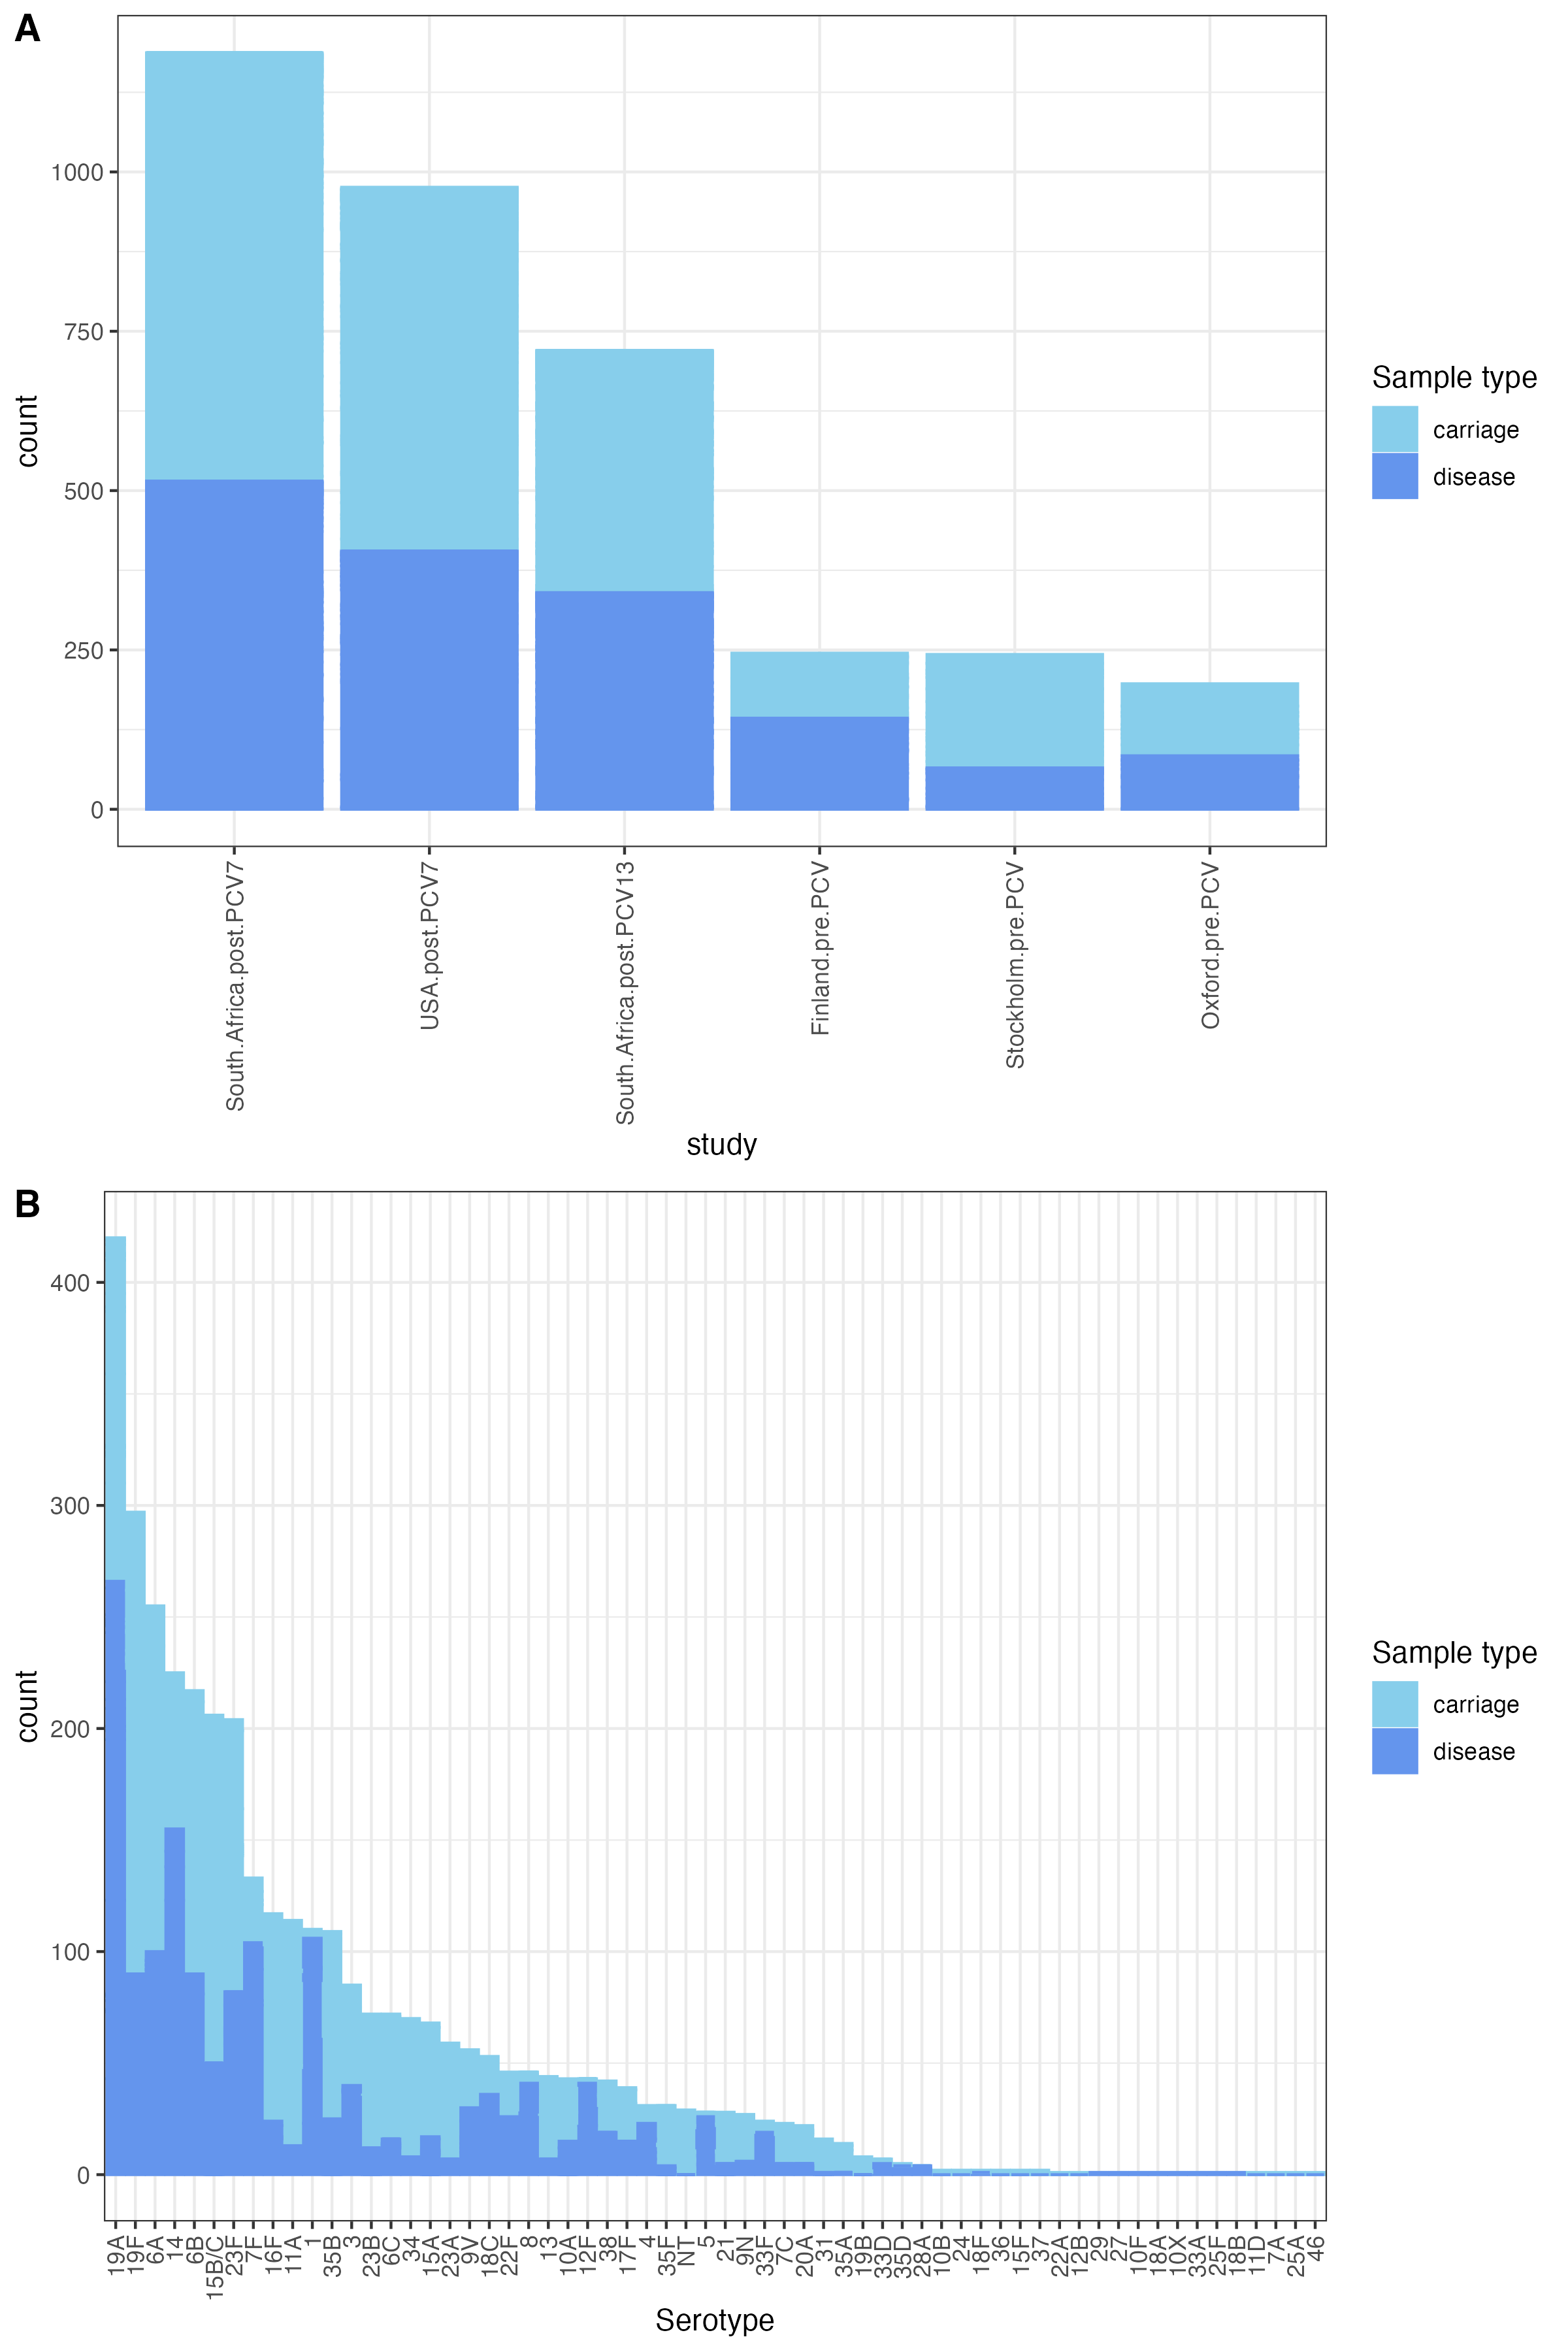 A
count
1000
750
500
250
0
South.Africa.post.PCV7
USA.post.PCV7
South.Africa.post.PCV13
Finland.pre.PCV
Stockholm.pre.PCV
Oxford.pre.PCV
study
Sample type
carriage
disease
B
count
400
300
200
100
0
19A
19F
6A
14
6B
15B/C
23F
7F
16F
11A
1
35B
3
23B
6C
34
15A
23A
9V
18C
22F
8
13
10A
12F
38
17F
4
35F
NT
5
21
9N
33F
7C
20A
31
35A
19B
33D
35D
28A
10B
24
18F
36
15F
37
22A
12B
29
27
10F
18A
10X
33A
25F
18B
11D
7A
25A
46
Serotype
Sample type
carriage
disease